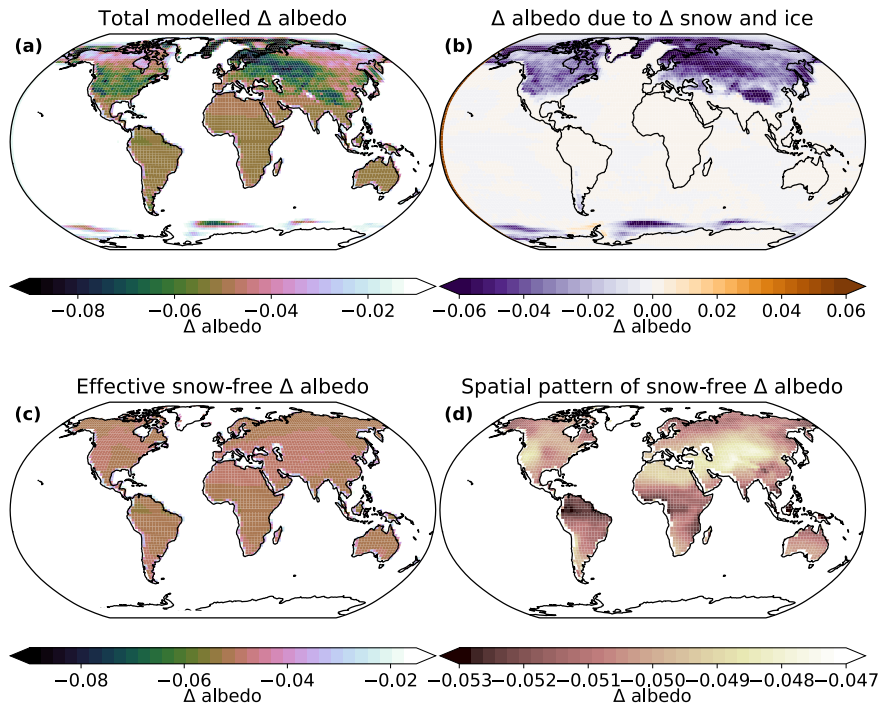 Total modelled Δ albedo
Δ albedo due to Δ snow and ice
(a)
(b)
−0.08 −0.06 −0.04 −0.02
−0.06 −0.04 −0.02 0.00 0.02 0.04 0.06
Δ albedo
Δ albedo
Effective snow-free Δ albedo
Spatial pattern of snow-free Δ albedo
(c)
(d)
−0.08 −0.06 −0.04 −0.02
−0.053 −0.052 −0.051 −0.050 −0.049 −0.048 −0.047
Δ albedo
Δ albedo